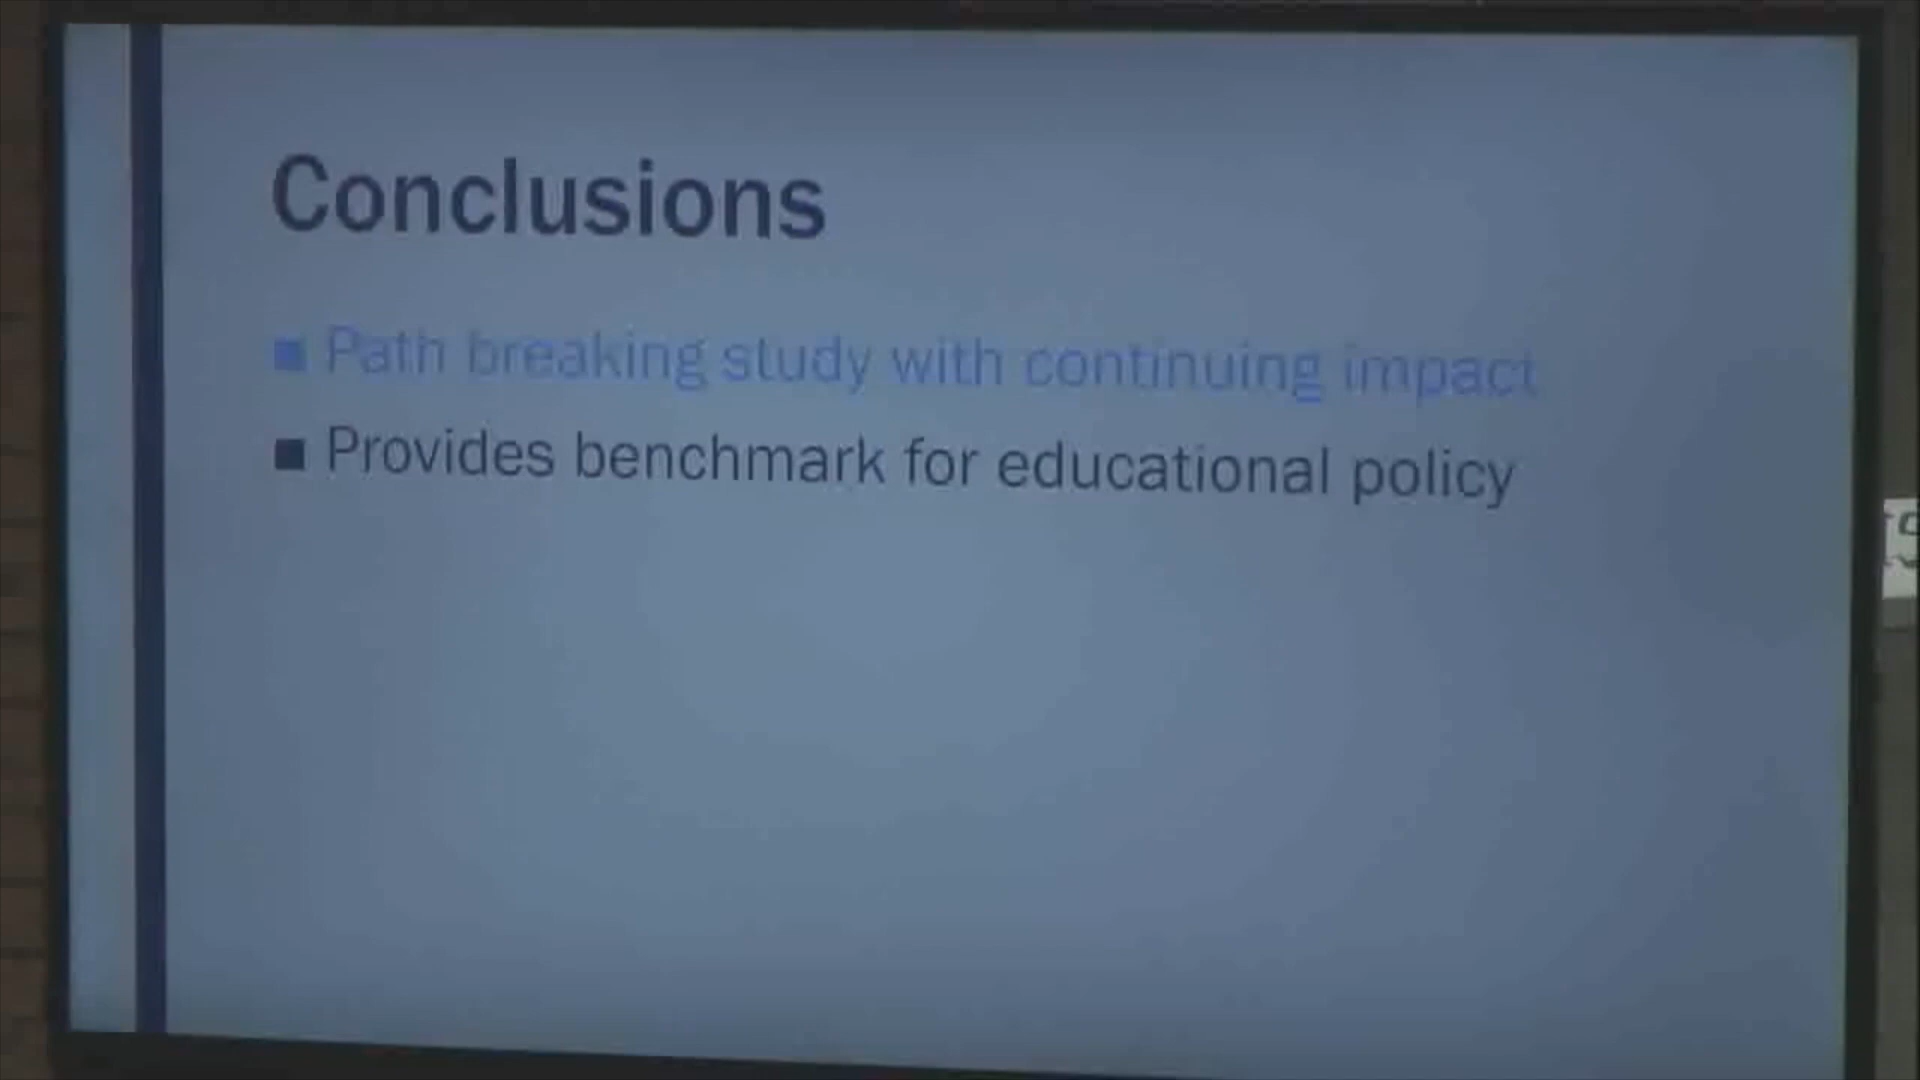 Conclusions
■ Path breaking study with continuing impact
■ Provides benchmark for educational policy